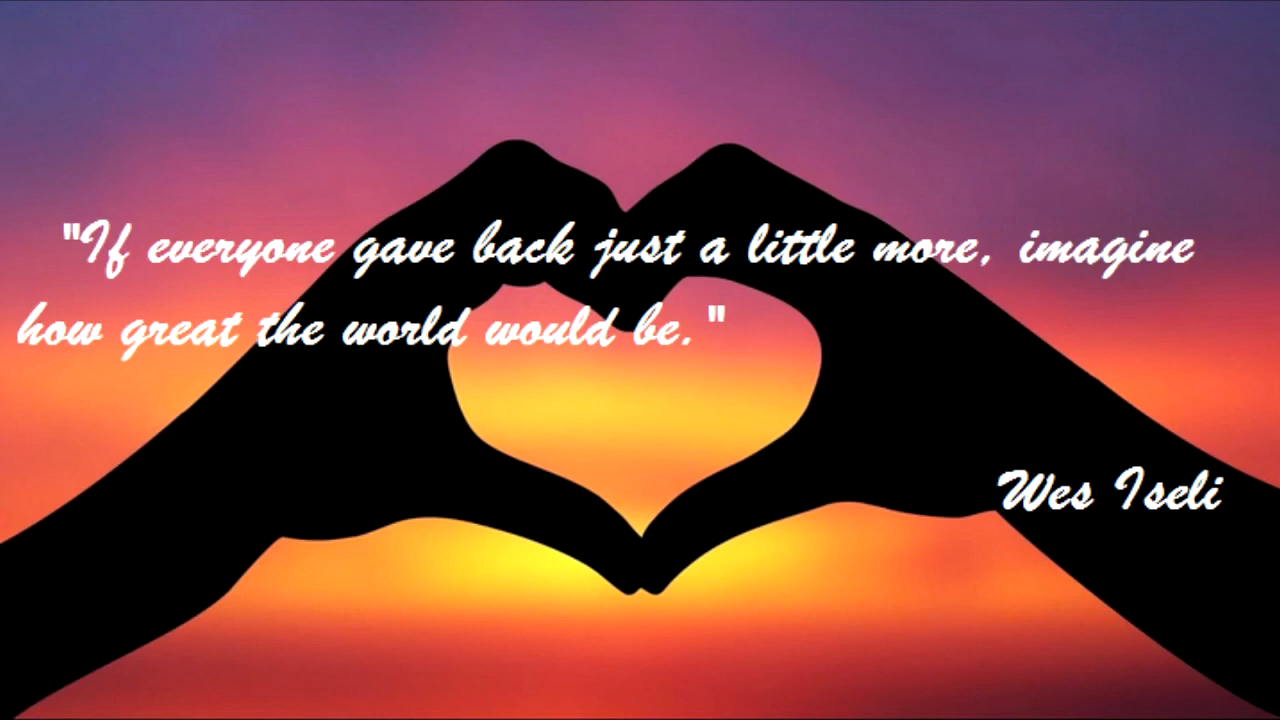 "If everyone gave back just a little more, imagine
how great the world would be."
Wes Iseli